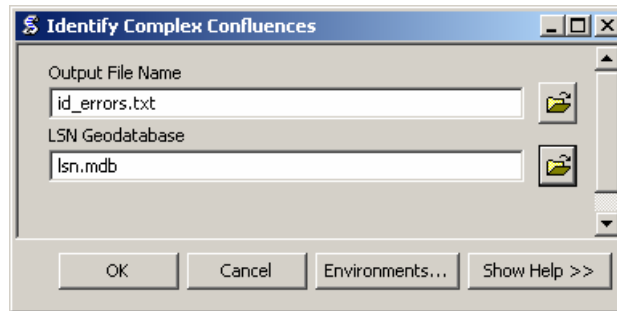 Identify Complex Confluences
Output File Name
id_errors.txt
LSN Geodatabase
lsn.mdb
OK Cancel Environments... Show Help >>